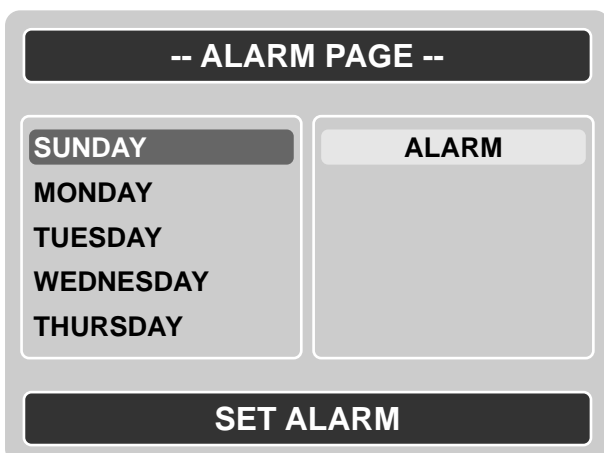 -- ALARM PAGE --
SUNDAY
MONDAY
TUESDAY
WEDNESDAY
THURSDAY
ALARM
SET ALARM